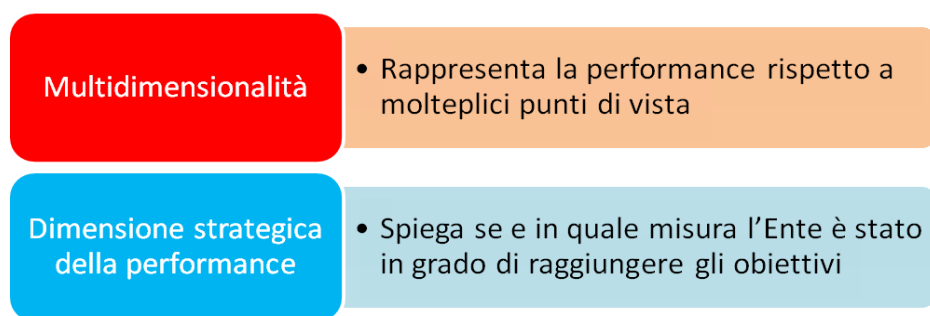 Multidimensionalità
• Rappresenta la performance rispetto a
molteplici punti di vista
Dimensione strategica
della performance
• Spiega se e in quale misura l'Ente è stato
in grado di raggiungere gli obiettivi